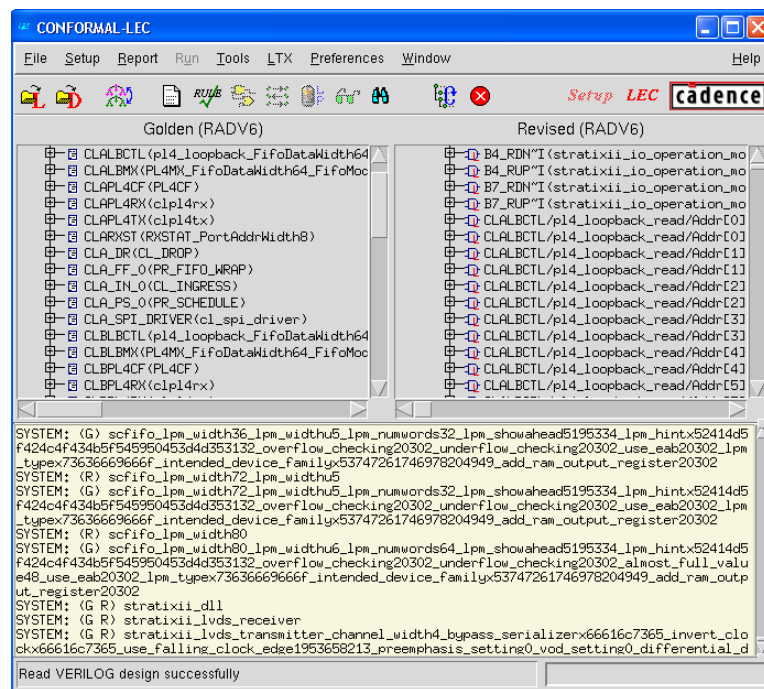 CONFORMAL-LEC
File Setup Report Run Tools LTX Preferences Window Help
L D RULE Setup LEC cādence
Golden (RADV6)
CLALBCTL(pl4_loopback_FifoDataWidth64
CLALBMX(PL4MX_FifoDataWidth64_FifoMoc
CLAPL4CF(PL4CF)
CLAPL4RX(clpl4rx)
CLAPL4TX(clpl4tx)
CLARXST(RXSTAT_PortAddrWidth8)
CLA_DR(CL_DROP)
CLA_FF_0(PR_FIFO_WRAP)
CLA_IN_0(CL_INGRESS)
CLA_PS_0(PR_SCHEDULE)
CLA_SPI_DRIVER(cl_spi_driver)
CLBLBCTL(pl4_loopback_FifoDataWidth64
CLBLBMX(PL4MX_FifoDataWidth64_FifoMoc
CLBPL4CF(PL4CF)
CLBPL4RX(clpl4rx)
Revised (RADV6)
B4_RDN~I(stratixii_io_operation_mo
B4_RUP~I(stratixii_io_operation_mo
B7_RDN~I(stratixii_io_operation_mo
B7_RUP~I(stratixii_io_operation_mo
CLALBCTL/pl4_loopback_read/Addr[0]
CLALBCTL/pl4_loopback_read/Addr[0]
CLALBCTL/pl4_loopback_read/Addr[1]
CLALBCTL/pl4_loopback_read/Addr[1]
CLALBCTL/pl4_loopback_read/Addr[2]
CLALBCTL/pl4_loopback_read/Addr[2]
CLALBCTL/pl4_loopback_read/Addr[3]
CLALBCTL/pl4_loopback_read/Addr[3]
CLALBCTL/pl4_loopback_read/Addr[4]
CLALBCTL/pl4_loopback_read/Addr[4]
CLALBCTL/pl4_loopback_read/Addr[5]
SYSTEM: (G) scfifo_lpm_width36_lpm_widthu5_lpm_numwords32_lpm_showahead5195334_lpm_hintx52414d5
f424c4f434b5f545950453d4d353132_overflow_checking20302_underflow_checking20302_use_eab20302_lpm
_typex73636669666f_intended_device_familyx53747261746978204949_add_ram_output_register20302
SYSTEM: (R) scfifo_lpm_width72_lpm_widthu5
SYSTEM: (G) scfifo_lpm_width72_lpm_widthu5_lpm_numwords32_lpm_showahead5195334_lpm_hintx52414d5
f424c4f434b5f545950453d4d353132_overflow_checking20302_underflow_checking20302_use_eab20302_lpm
_typex73636669666f_intended_device_familyx53747261746978204949_add_ram_output_register20302
SYSTEM: (R) scfifo_lpm_width80
SYSTEM: (G) scfifo_lpm_width80_lpm_widthu6_lpm_numwords64_lpm_showahead5195334_lpm_hintx52414d5
f424c4f434b5f545950453d4d353132_overflow_checking20302_underflow_checking20302_almost_full_valu
e48_use_eab20302_lpm_typex73636669666f_intended_device_familyx53747261746978204949_add_ram_outp
ut_register20302
SYSTEM: (G R) stratixii_dll
SYSTEM: (G R) stratixii_lvds_receiver
SYSTEM: (G R) stratixii_lvds_transmitter_channel_width4_bypass_serializerx66616c7365_invert_clo
ckx66616c7365_use_falling_clock_edge1953658213_preemphasis_setting0_vod_setting0_differential_d
Read VERILOG design successfully